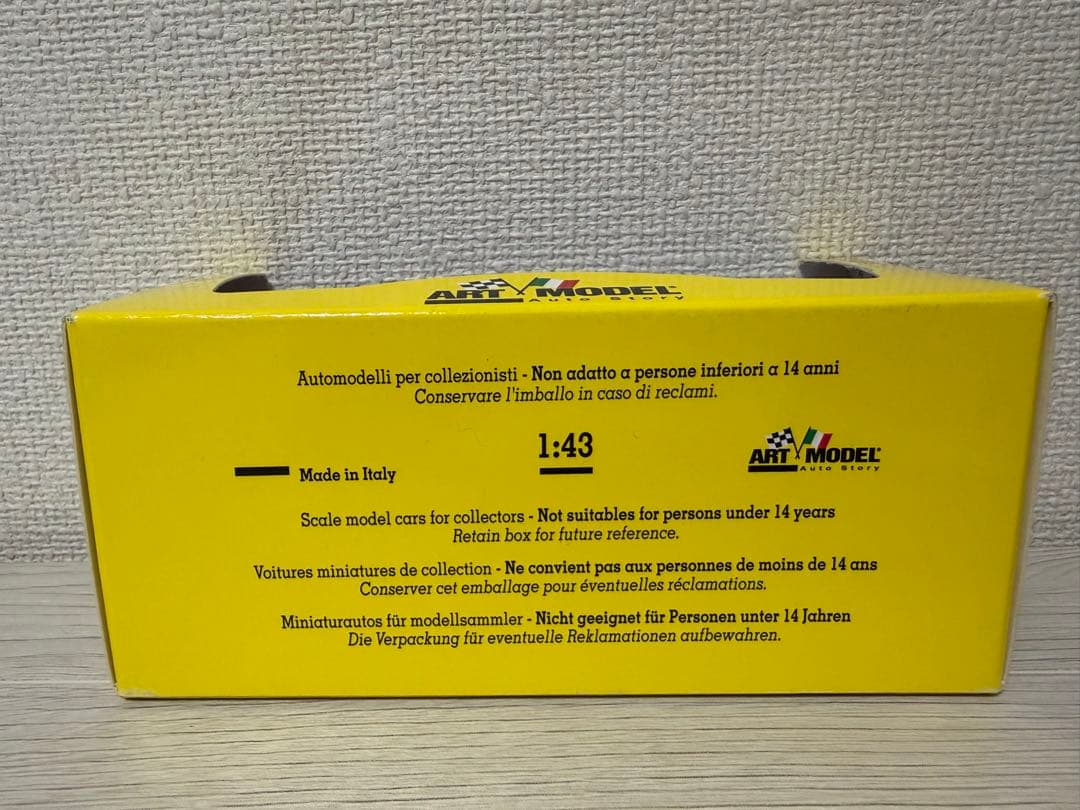 ART MODEL
Auto Story
Automodelli per collezionisti - Non adatto a persone inferiori a 14 anni
Conservare l'imballo in caso di reclami.
Made in Italy
1:43
ART MODEL
Auto Story
Scale model cars for collectors - Not suitables for persons under 14 years
Retain box for future reference.
Voitures miniatures de collection - Ne convient pas aux personnes de moins de 14 ans
Conserver cet emballage pour éventuelles réclamations.
Miniaturautos für modellsammler - Nicht geeignet für Personen unter 14 Jahren
Die Verpackung für eventuelle Reklamationen aufbewahren.